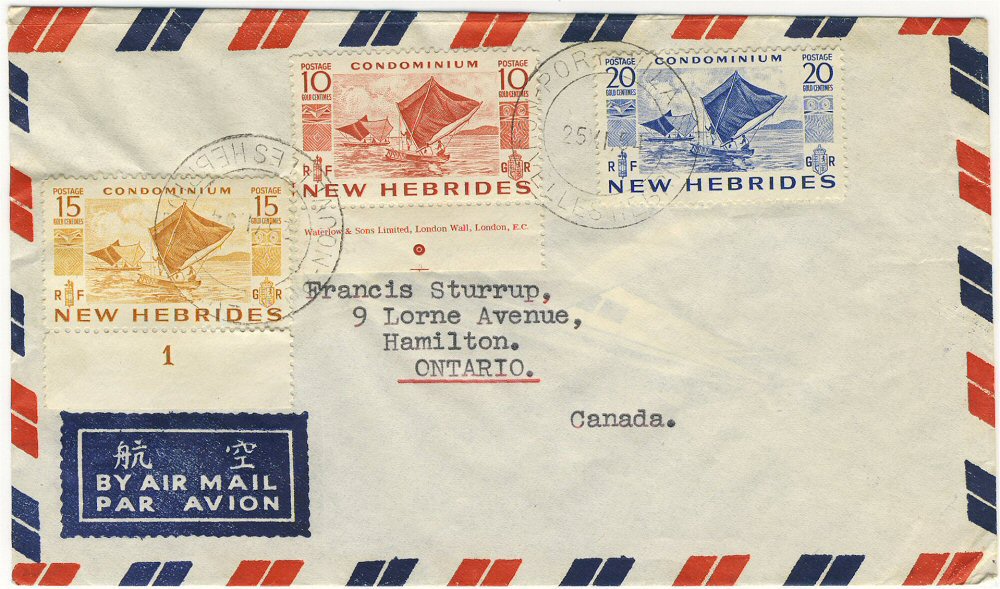 POSTAGE CONDOMINIUM POSTAGE
10 10
GOLD CENTIMES GOLD CENTIMES
R F G R
NEW HEBRIDES
Waterlow & Sons Limited, London Wall, London, E.C.
POSTAGE CONDOMINIUM POSTAGE
20 20
GOLD CENTIMES GOLD CENTIMES
R F G R
NEW HEBRIDES
PORT VILA
POSTAGE CONDOMINIUM POSTAGE
15 15
GOLD CENTIMES GOLD CENTIMES
R F G R
NEW HEBRIDES
1
Francis Sturrup,
9 Lorne Avenue,
Hamilton.
ONTARIO.
Canada.
航 空
BY AIR MAIL
PAR AVION